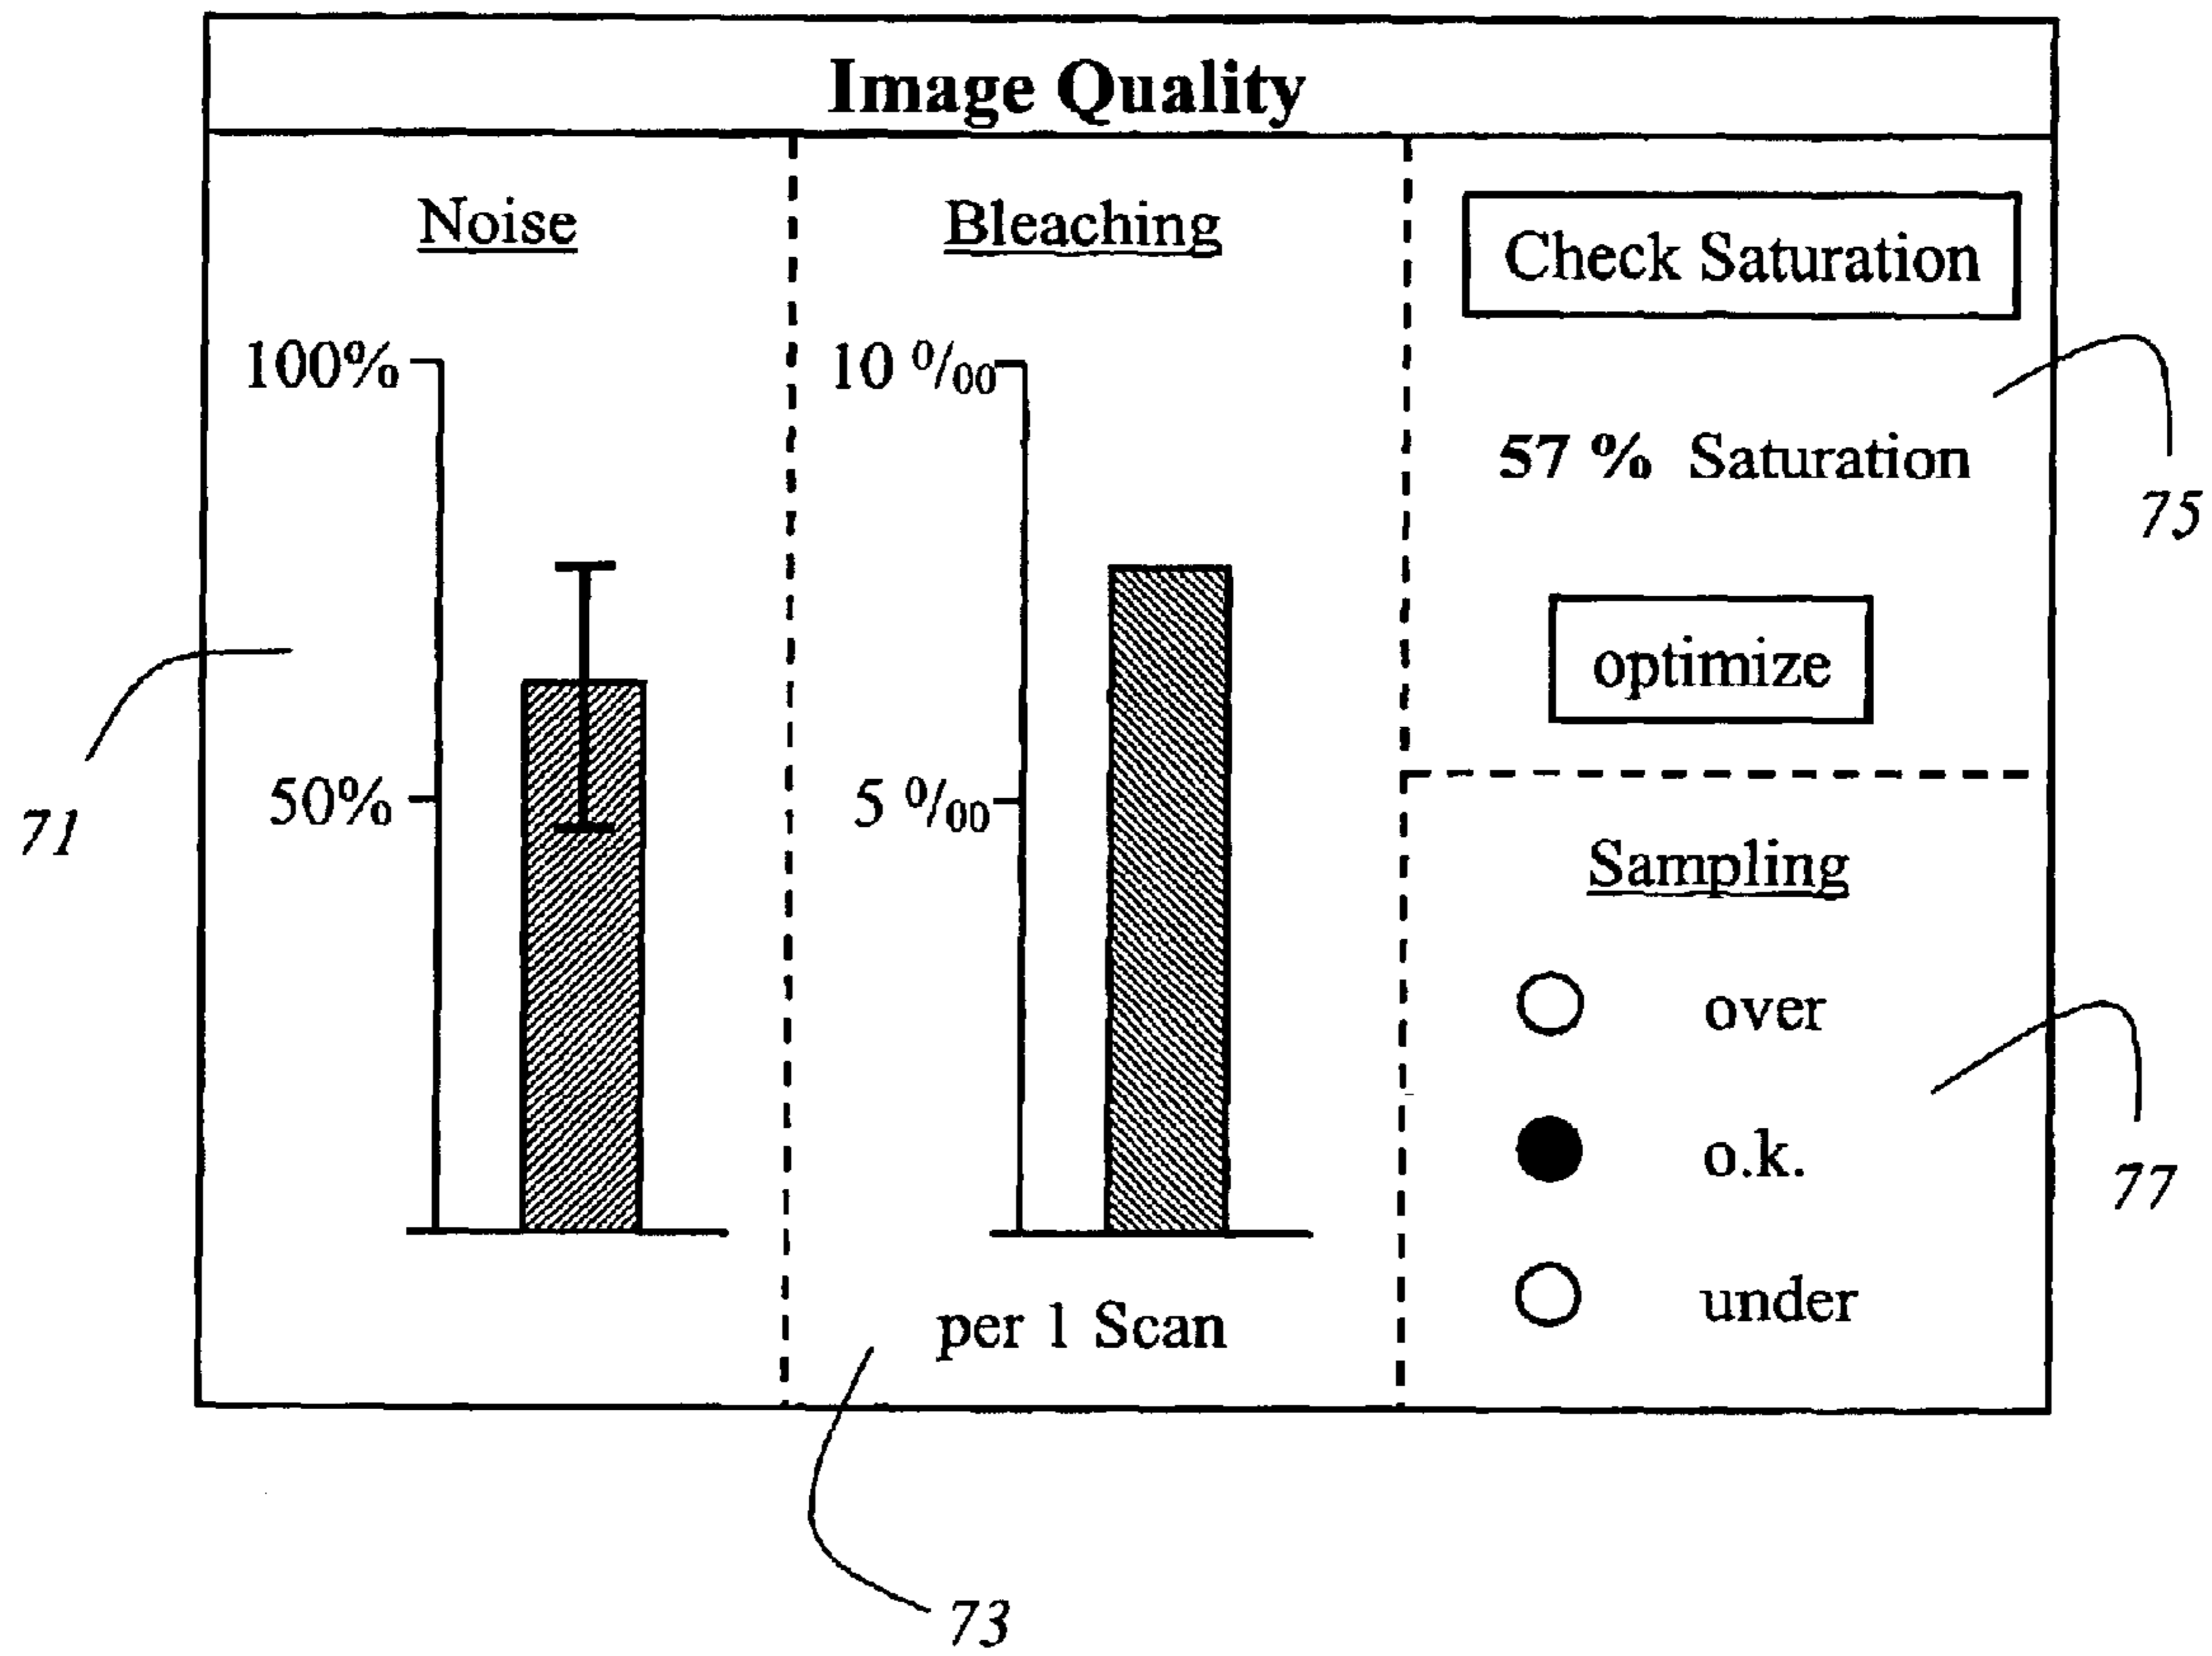 Image Quality
Noise
100%
50%
71
Bleaching
10 ‰
5 ‰
per 1 Scan
73
Check Saturation
57 % Saturation
optimize
75
Sampling
over
o.k.
under
77